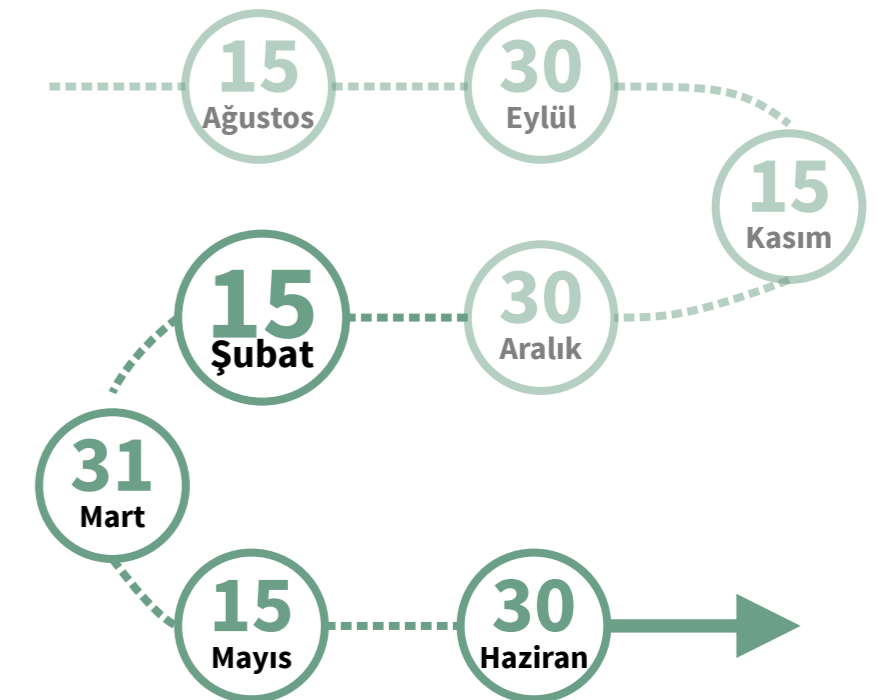 15
Ağustos
30
Eylül
15
Kasım
30
Aralık
15
Şubat
31
Mart
15
Mayıs
30
Haziran